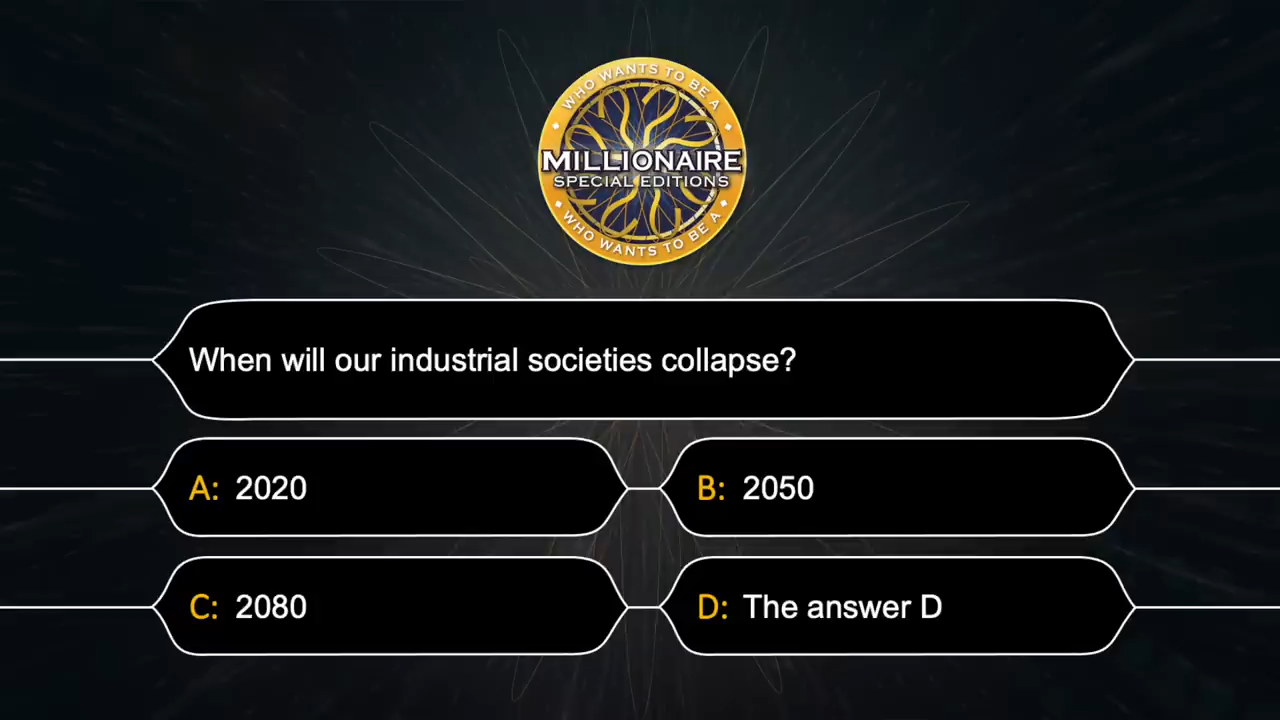 WHO WANTS TO BE A
MILLIONAIRE
SPECIAL EDITIONS
WHO WANTS TO BE A
When will our industrial societies collapse?
A: 2020
B: 2050
C: 2080
D: The answer D